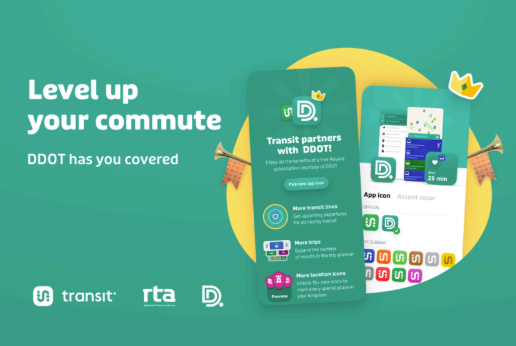 Level up
your commute
DDOT has you covered
transit
rta
D.
D.
Transit partners
with DDOT!
Enjoy all the benefits of a free Royale
subscription courtesy of DDOT
Pick new app icon
More transit lines
Get upcoming departures
for all nearby transit
More trips
Expand the number
of results in the trip planner
More location icons
Unlock 15+ new icons to
mark every special place in
your kingdom.
Preview
D.
25 min
App icon Accent color
D.